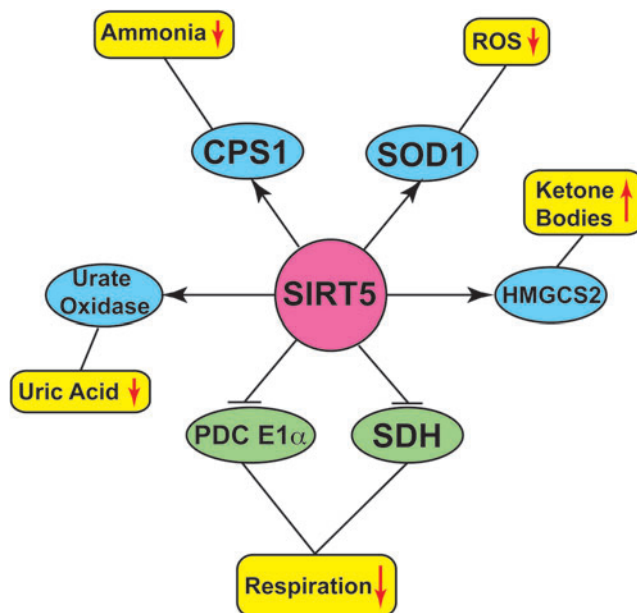 Ammonia
ROS
CPS1
SOD1
Ketone
Bodies
SIRT5
Urate
Oxidase
HMGCS2
Uric Acid
PDC E1α
SDH
Respiration